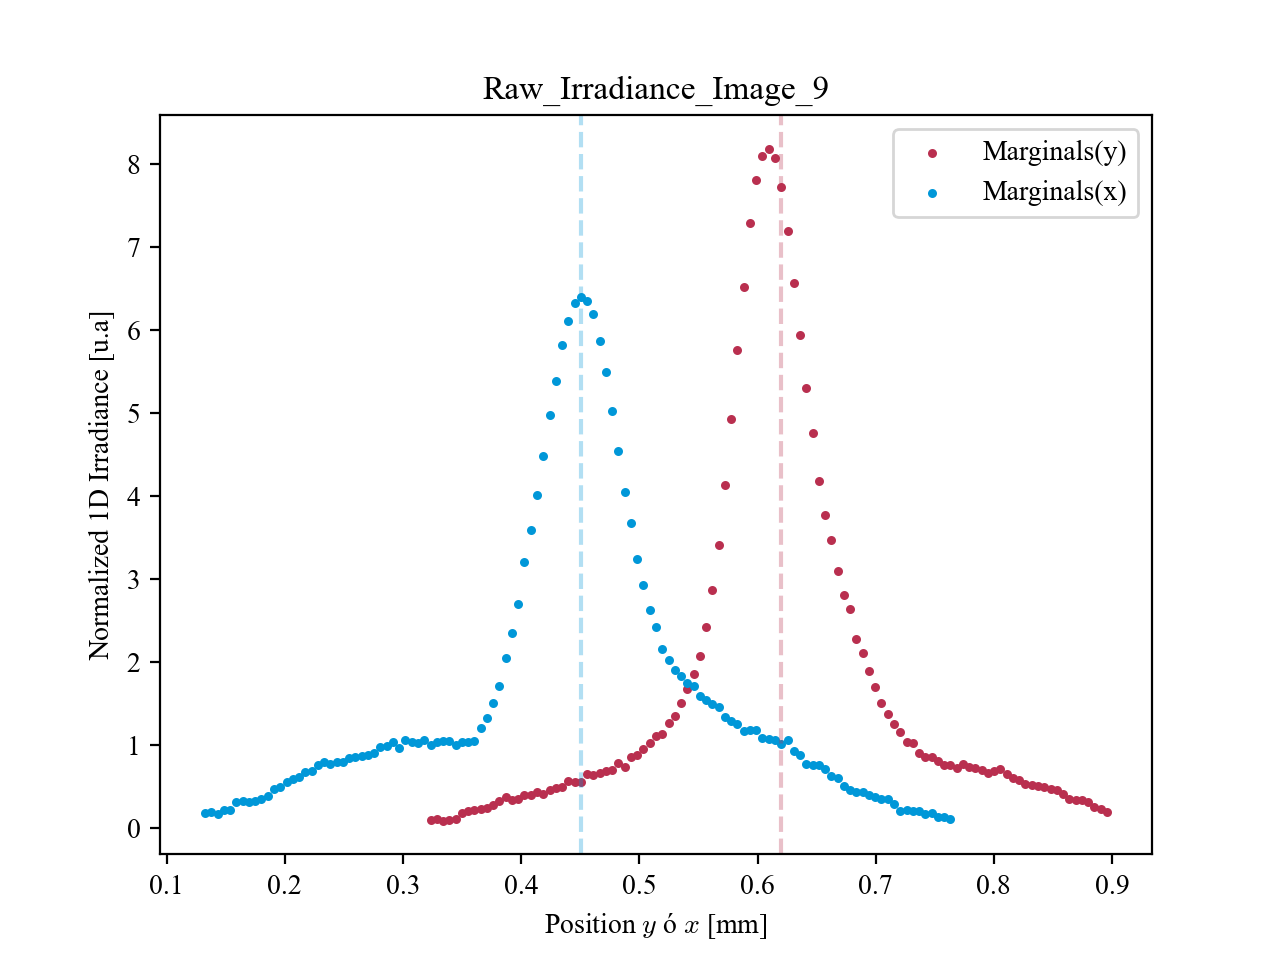 Raw_Irradiance_Image_9
Marginals(y)
Marginals(x)
Normalized 1D Irradiance [u.a]
8
7
6
5
4
3
2
1
0
0.1 0.2 0.3 0.4 0.5 0.6 0.7 0.8 0.9
Position y ó x [mm]